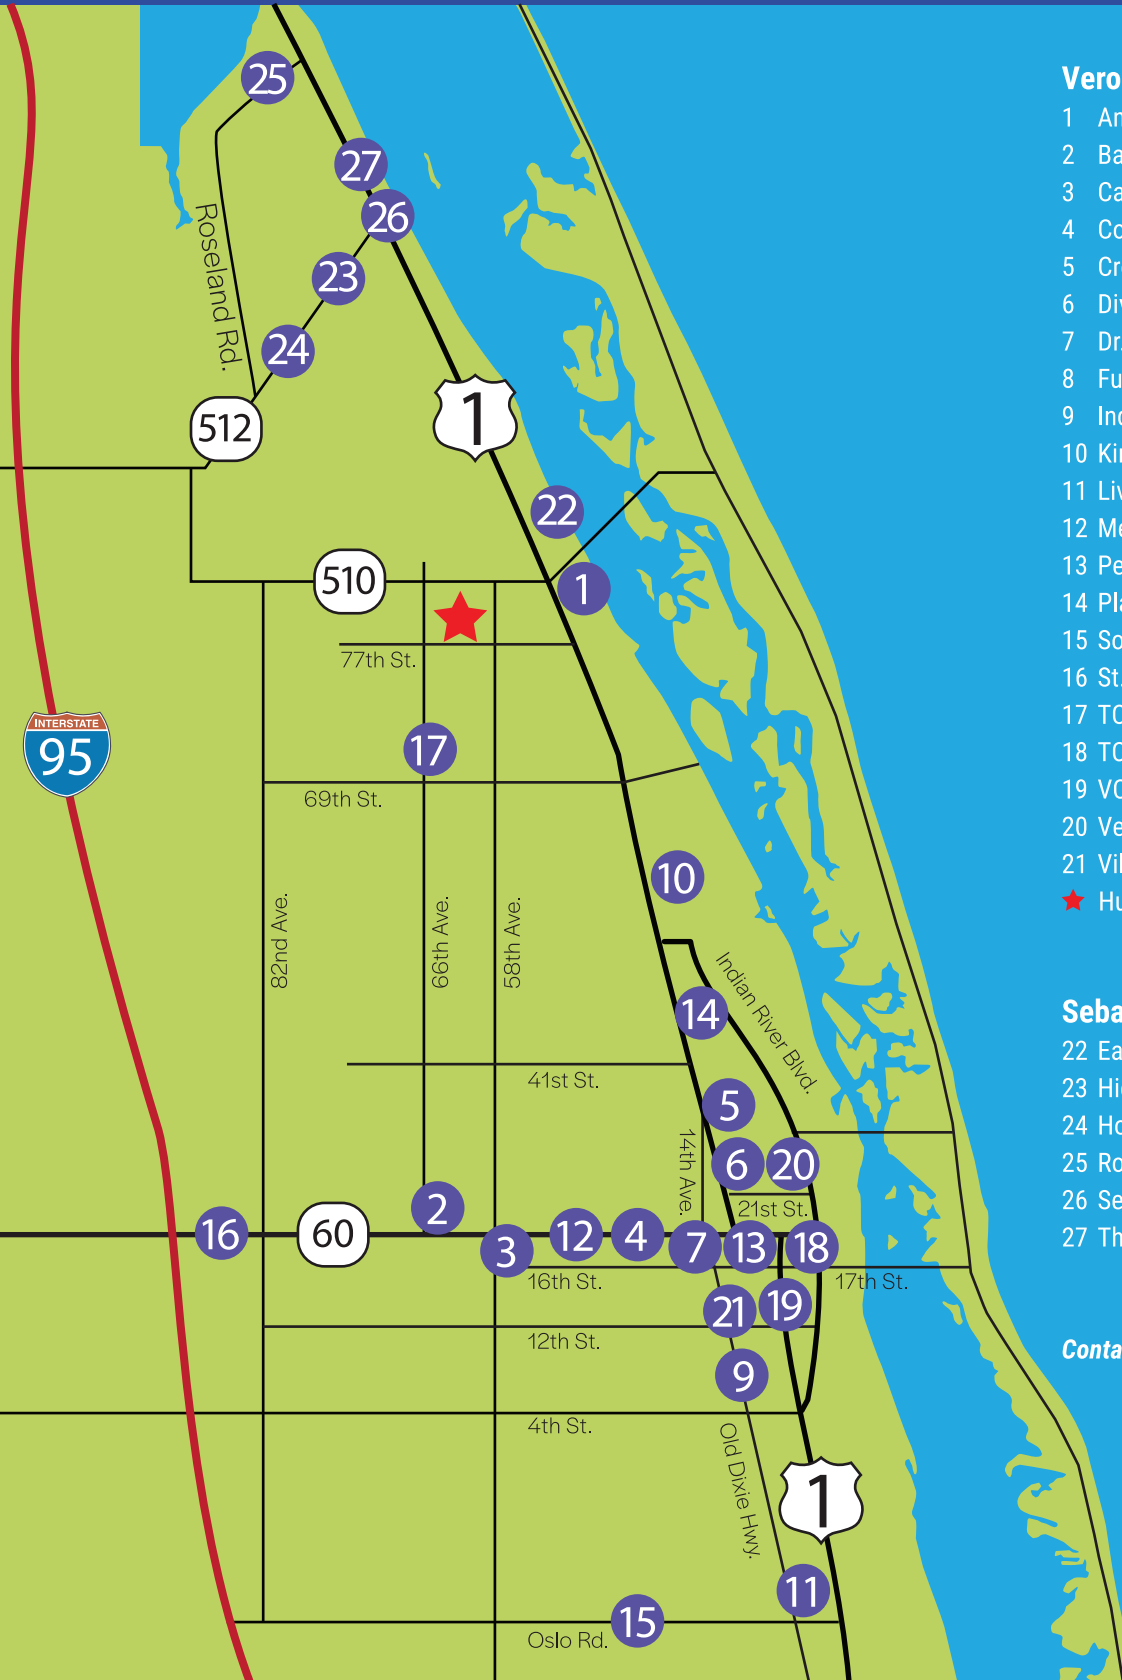 25
27
26
Roseland Rd.
23
24
512
1
22
510
1
77th St.
INTERSTATE
95
17
69th St.
10
82nd Ave.
66th Ave.
58th Ave.
Indian River Blvd.
14
41st St.
5
14th Ave.
6
20
2
21st St.
16
60
3
12
4
7
13
18
16th St.
17th St.
21
19
12th St.
9
4th St.
Old Dixie Hwy.
1
11
15
Oslo Rd.
Vero
1 An
2 Ba
3 Ca
4 Co
5 Cr
6 Div
7 Dr.
8 Fu
9 Ind
10 Kin
11 Liv
12 Me
13 Pe
14 Pla
15 So
16 St.
17 TC
18 TC
19 VC
20 Ve
21 Vil
Hu
Seba
22 Ea
23 Hi
24 Ho
25 Ro
26 Se
27 Th
Conta